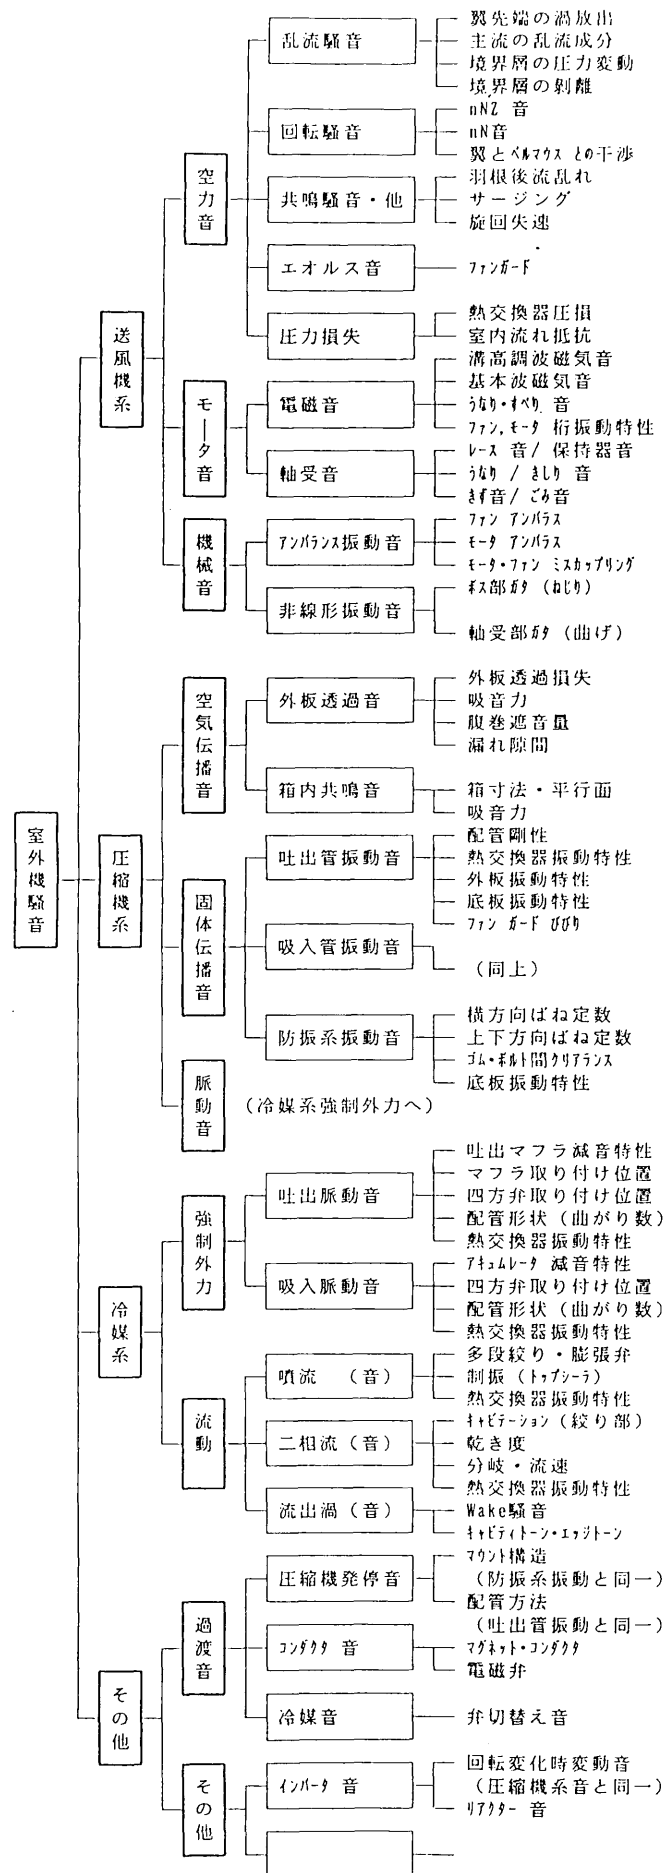 室外機騒音
送風機系
空力音
乱流騒音
翼先端の渦放出
主流の乱流成分
境界層の圧力変動
境界層の剝離
回転騒音
nNZ 音
nN音
翼とベルマウス との干渉
共鳴騒音・他
羽根後流乱れ
サージング
旋回失速
エオルス音
ファンガード
圧力損失
熱交換器圧損
室内流れ抵抗
モータ音
電磁音
溝高調波磁気音
基本波磁気音
うなり・すべり 音
ファン,モータ 桁振動特性
軸受音
レース 音/ 保持器音
うなり / きしり 音
きず音/ ごみ音
機械音
アンバランス振動音
ファン アンバラス
モータ アンバラス
モータ・ファン ミスカップリング
非線形振動音
ボス部ガタ (ねじり)
軸受部ガタ (曲げ)
圧縮機系
空気伝播音
外板透過音
外板透過損失
吸音力
腹巻遮音量
漏れ隙間
箱内共鳴音
箱寸法・平行面
吸音力
固体伝播音
吐出管振動音
配管剛性
熱交換器振動特性
外板振動特性
底板振動特性
ファン ガード びびり
吸入管振動音
(同上)
防振系振動音
横方向ばね定数
上下方向ばね定数
ゴム・ボルト間クリアランス
底板振動特性
脈動音
(冷媒系強制外力へ)
冷媒系
強制外力
吐出脈動音
吐出マフラ減音特性
マフラ取り付け位置
四方弁取り付け位置
配管形状 (曲がり数)
熱交換器振動特性
吸入脈動音
アキュムレータ 減音特性
四方弁取り付け位置
配管形状 (曲がり数)
熱交換器振動特性
流動
噴流 (音)
多段絞り・膨張弁
制振 (トップシーラ)
熱交換器振動特性
二相流 (音)
キャビテーション (絞り部)
乾き度
分岐・流速
熱交換器振動特性
流出渦 (音)
Wake騒音
キャビティトーン・エッジトーン
その他
過渡音
圧縮機発停音
マウント構造
(防振系振動と同一)
配管方法
(吐出管振動と同一)
コンダクタ 音
マグネット・コンダクタ
電磁弁
冷媒音
弁切替え音
その他
インバータ 音
回転変化時変動音
(圧縮機系音と同一)
リアクター 音